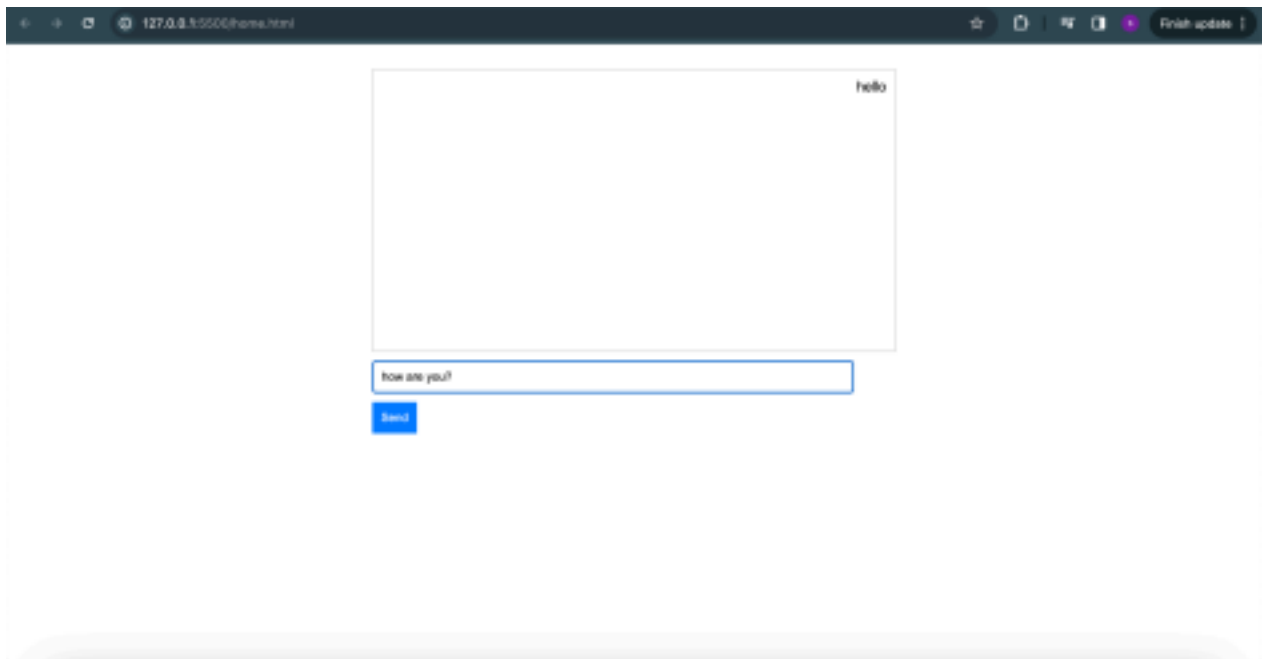 127.0.0.1:5500/home.html
Finish update
hello
how are you?
Send